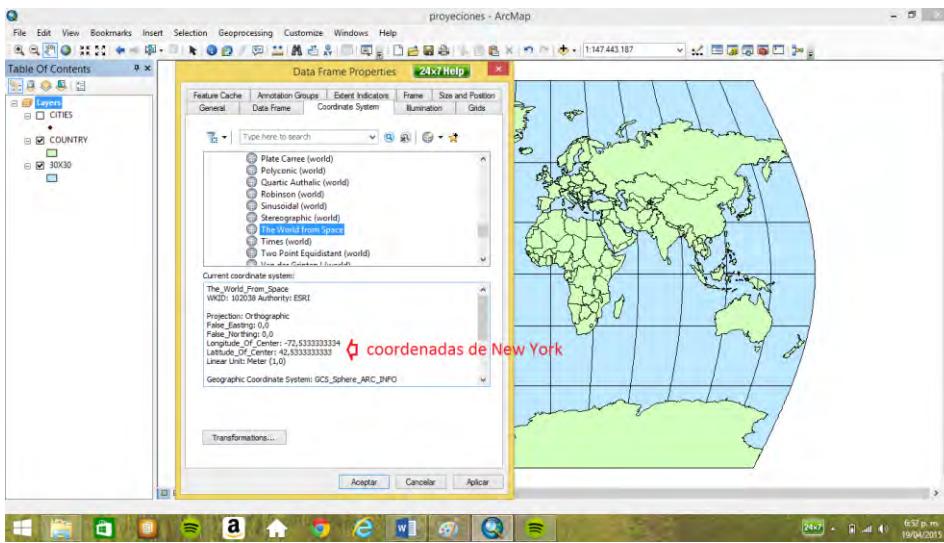 proyeciones - ArcMap
File Edit View Bookmarks Insert Selection Geoprocessing Customize Windows Help
1:147.443.187
Table Of Contents
Layers
CITIES
COUNTRY
30X30
Data Frame Properties
24x7 Help
Feature Cache Annotation Groups Extent Indicators Frame Size and Position
General Data Frame Coordinate System Illumination Grids
Type here to search
Plate Carree (world)
Polyconic (world)
Quartic Authalic (world)
Robinson (world)
Sinusoidal (world)
Stereographic (world)
The World from Space
Times (world)
Two Point Equidistant (world)
Van der Grinten I (world)
Current coordinate system:
The_World_From_Space
WKID: 102038 Authority: ESRI
Projection: Orthographic
False_Easting: 0,0
False_Northing: 0,0
Longitude_Of_Center: -72,5333333334
Latitude_Of_Center: 42,5333333333
Linear Unit: Meter (1,0)
coordenadas de New York
Geographic Coordinate System: GCS_Sphere_ARC_INFO
Transformations...
Aceptar Cancelar Aplicar
24x7
6:57 p. m.
19/04/2015